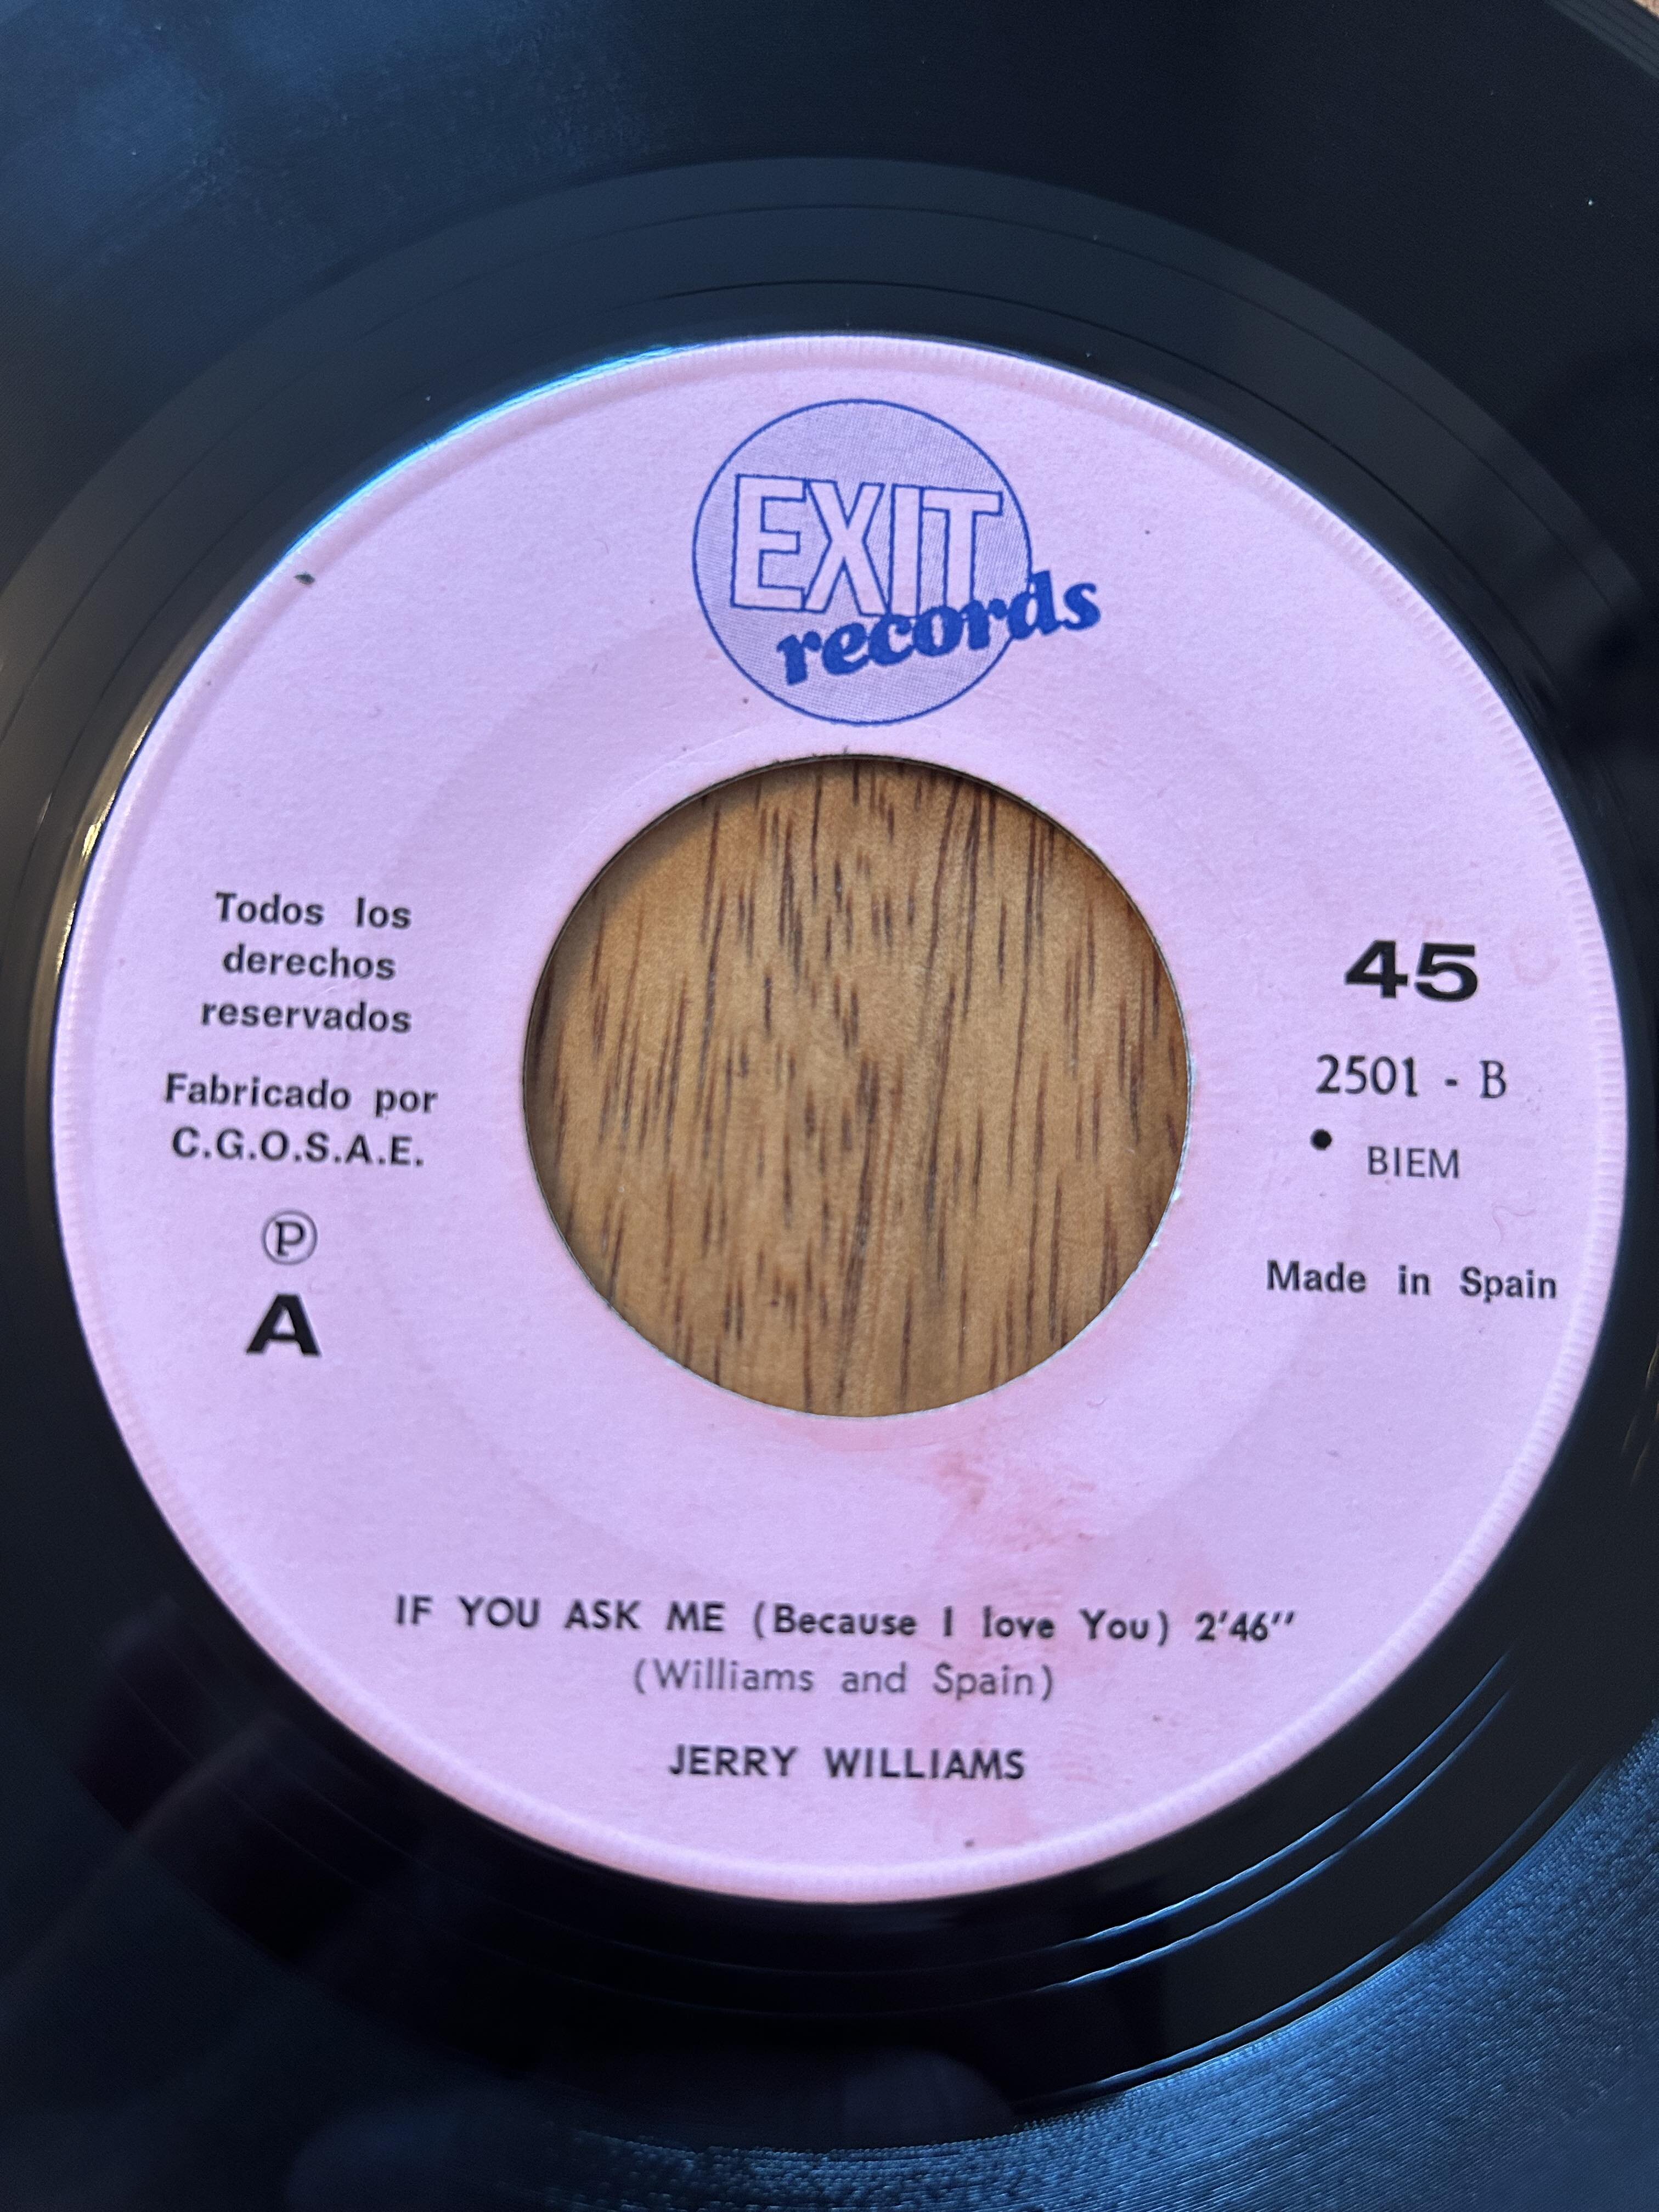 EXIT
records
Todos los
derechos
reservados
Fabricado por
C.G.O.S.A.E.
Ⓟ
A
45
2501 - B
• BIEM
Made in Spain
IF YOU ASK ME (Because I love You) 2'46"
(Williams and Spain)
JERRY WILLIAMS